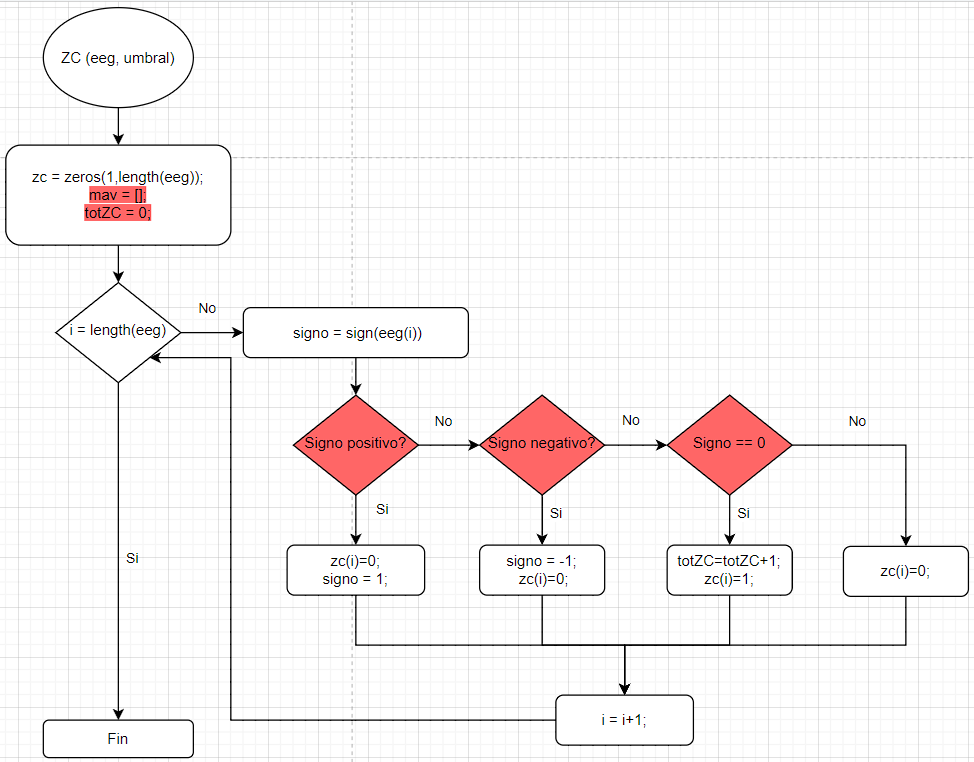 ZC (eeg, umbral)
zc = zeros(1,length(eeg));
mav = [];
totZC = 0;
i = length(eeg)
No
signo = sign(eeg(i))
Signo positivo?
No
Signo negativo?
No
Signo == 0
No
Si
Si
Si
zc(i)=0;
signo = 1;
signo = -1;
zc(i)=0;
totZC=totZC+1;
zc(i)=1;
zc(i)=0;
Si
i = i+1;
Fin